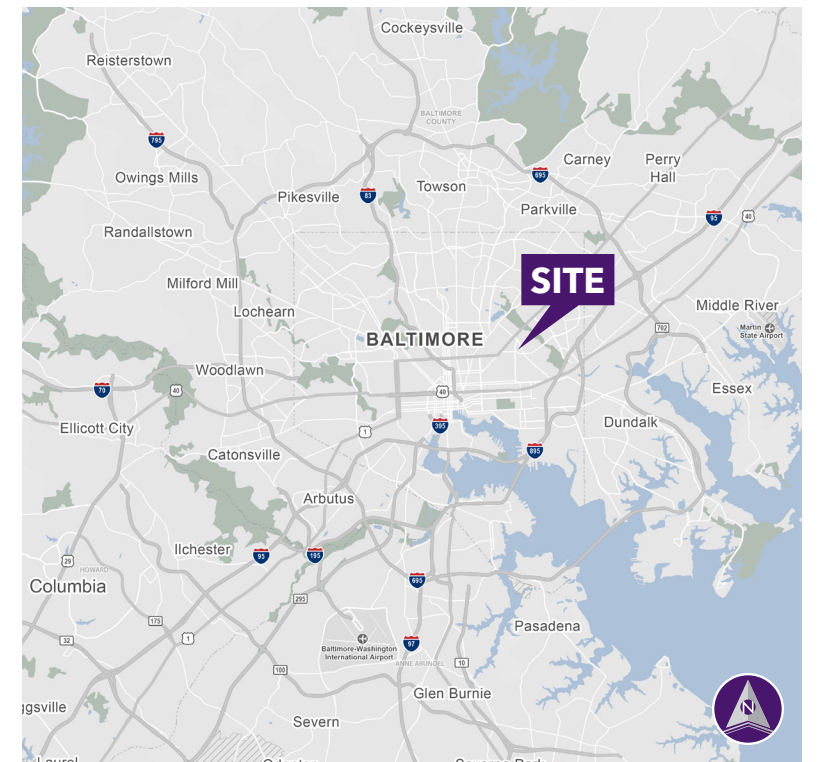 Cockeysville
Reisterstown
BALTIMORE
COUNTY
795
Carney
Perry
Hall
695
Owings Mills
Towson
Pikesville
83
Parkville
95
40
Randallstown
SITE
Milford Mill
Lochearn
Middle River
Martin
State Airport
702
BALTIMORE
Woodlawn
70
40
40
Essex
395
Dundalk
Ellicott City
1
Catonsville
895
Arbutus
Ilchester
95
195
29
HOWARD
Columbia
695
295
175
Pasadena
32
1
97
Baltimore-Washington
International Airport
ANNE ARUNDEL
10
100
Glen Burnie
ggsville
N
Severn
Laurel